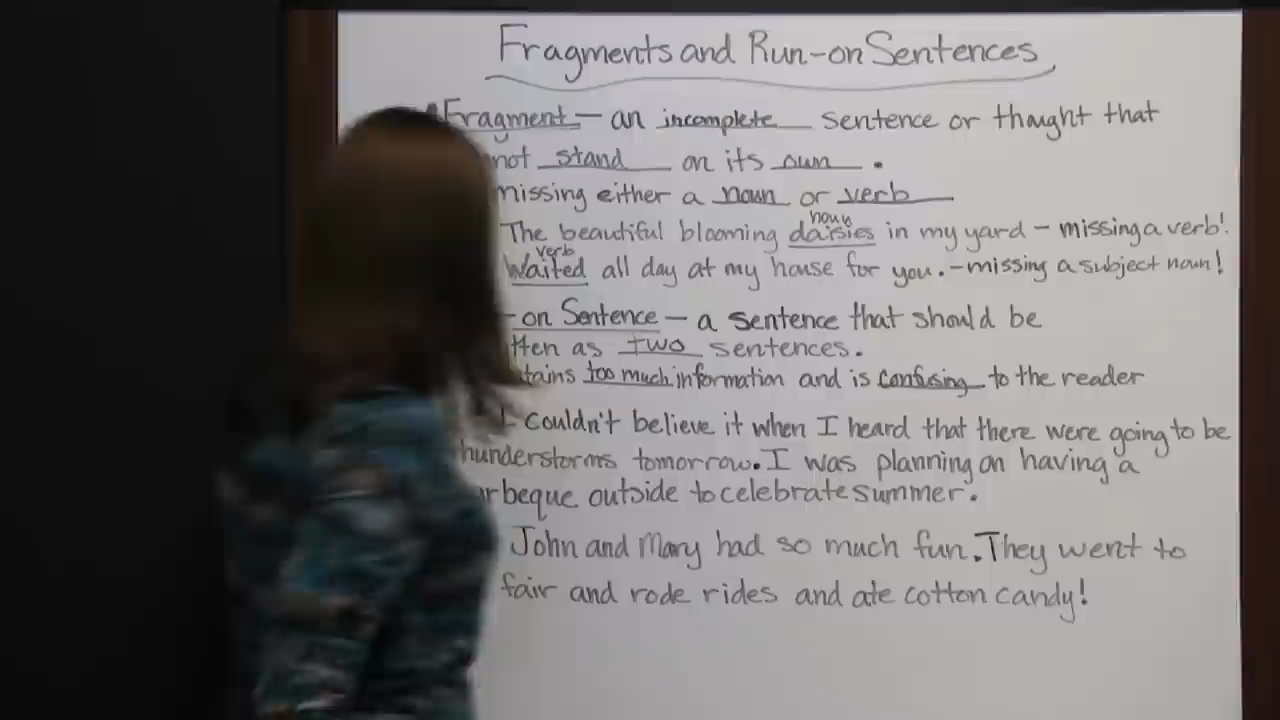 Fragments and Run-on Sentences
Fragment - an incomplete sentence or thought that
not stand on its own.
missing either a noun or verb
noun
The beautiful blooming daisies in my yard - missing a verb!
verb
Waited all day at my house for you. - missing a subject noun!
-on Sentence - a sentence that should be
tten as two sentences.
tains too much information and is confusing to the reader
I couldn't believe it when I heard that there were going to be
hunderstorms tomorrow. I was planning on having a
rbeque outside to celebrate summer.
John and Mary had so much fun. They went to
fair and rode rides and ate cotton candy!